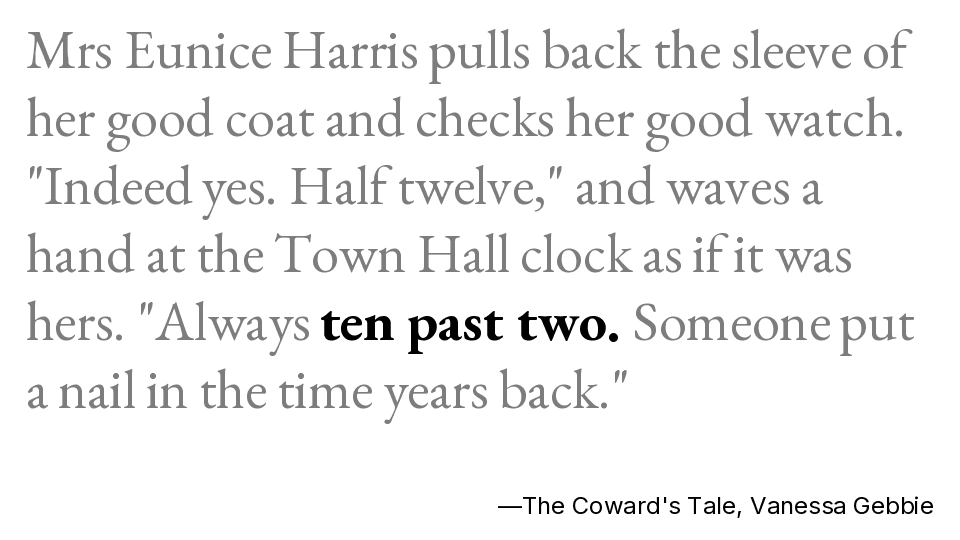 Mrs Eunice Harris pulls back the sleeve of
her good coat and checks her good watch.
"Indeed yes. Half twelve," and waves a
hand at the Town Hall clock as if it was
hers. "Always ten past two. Someone put
a nail in the time years back."
—The Coward's Tale, Vanessa Gebbie